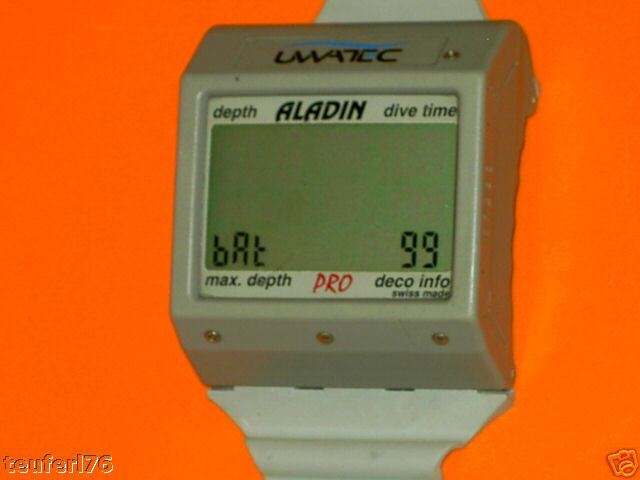 UWATEC
depth ALADIN dive time
bAt 99
max. depth PRO deco info
swiss made
teuferl76